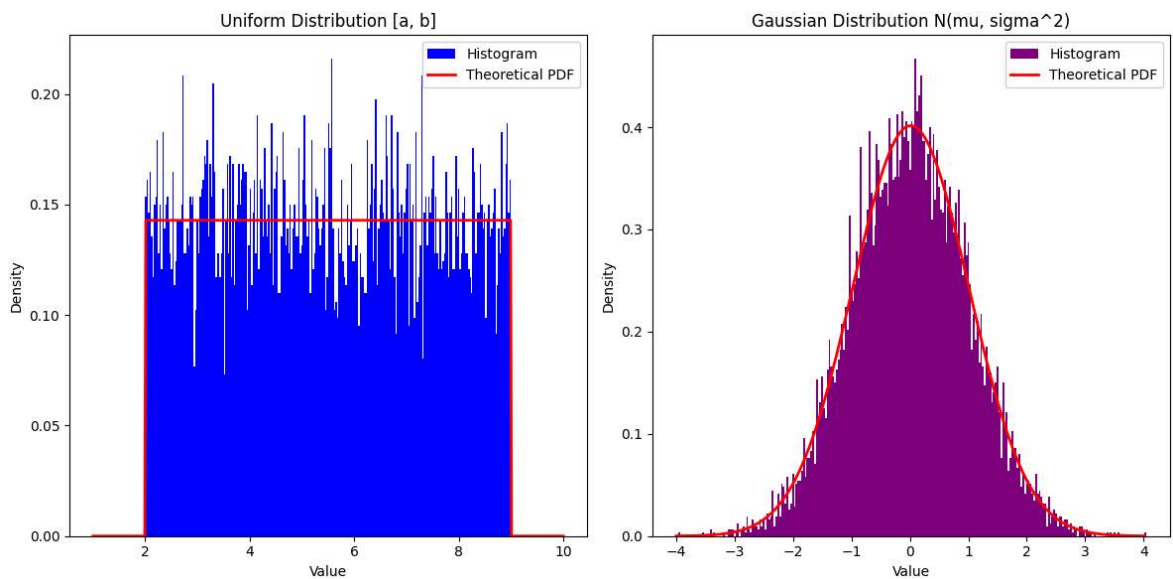 Uniform Distribution [a, b]
Histogram
Theoretical PDF
0.20
0.15
0.10
0.05
0.00
Density
2
4
6
8
10
Value
Gaussian Distribution N(mu, sigma^2)
Histogram
Theoretical PDF
0.4
0.3
0.2
0.1
0.0
Density
−4
−3
−2
−1
0
1
2
3
4
Value